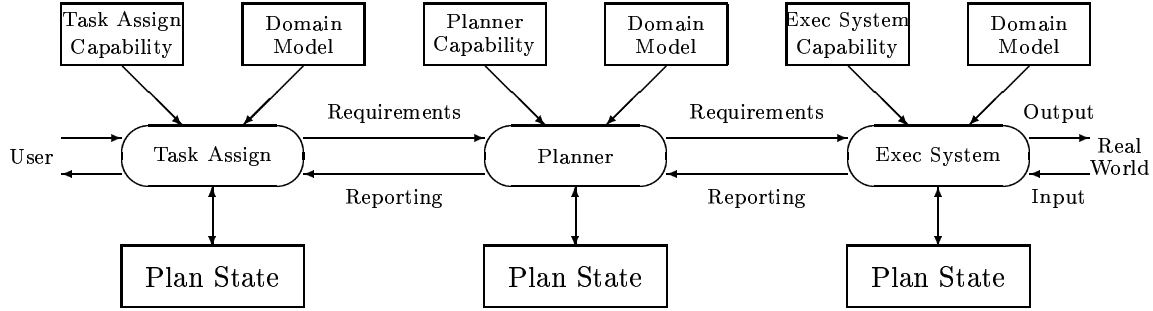 Task Assign
Capability
Domain
Model
Planner
Capability
Domain
Model
Exec System
Capability
Domain
Model
Requirements
Requirements
Output
User
Task Assign
Planner
Exec System
Real
World
Reporting
Reporting
Input
Plan State
Plan State
Plan State